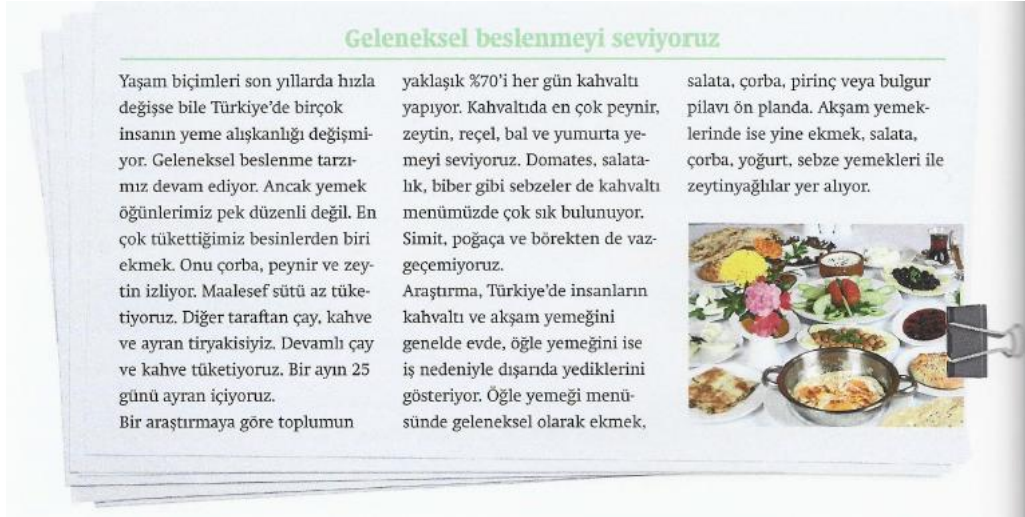 Geleneksel beslenmeyi seviyoruz
Yaşam biçimleri son yıllarda hızla
değişse bile Türkiye'de birçok
insanın yeme alışkanlığı değişmi-
yor. Geleneksel beslenme tarzı-
mız devam ediyor. Ancak yemek
öğünlerimiz pek düzenli değil. En
çok tükettiğimiz besinlerden biri
ekmek. Onu çorba, peynir ve zey-
tin izliyor. Maalesef sütü az tüke-
tiyoruz. Diğer taraftan çay, kahve
ve ayran tiryakisiyiz. Devamlı çay
ve kahve tüketiyoruz. Bir ayın 25
günü ayran içiyoruz.
Bir araştırmaya göre toplumun
yaklaşık %70'i her gün kahvaltı
yapıyor. Kahvaltıda en çok peynir,
zeytin, reçel, bal ve yumurta ye-
meyi seviyoruz. Domates, salata-
lık, biber gibi sebzeler de kahvaltı
menümüzde çok sık bulunuyor.
Simit, poğaça ve börekten de vaz-
geçemiyoruz.
Araştırma, Türkiye'de insanların
kahvaltı ve akşam yemeğini
genelde evde, öğle yemeğini ise
iş nedeniyle dışarıda yediklerini
gösteriyor. Öğle yemeği menü-
sünde geleneksel olarak ekmek,
salata, çorba, pirinç veya bulgur
pilavı ön planda. Akşam yemek-
lerinde ise yine ekmek, salata,
çorba, yoğurt, sebze yemekleri ile
zeytinyağlılar yer alıyor.